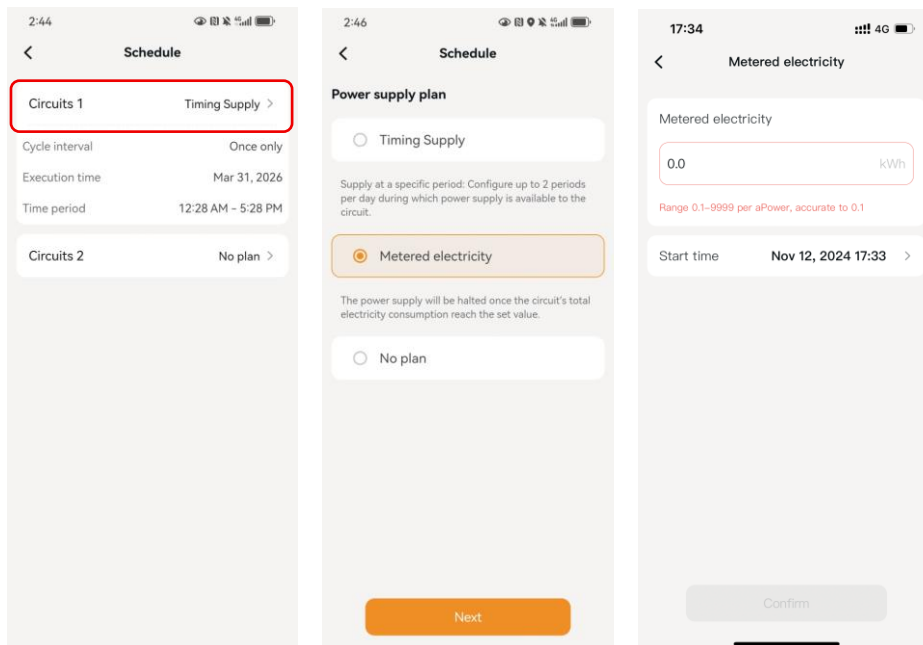 2:44
Schedule
Circuits 1 Timing Supply >
Cycle interval Once only
Execution time Mar 31, 2026
Time period 12:28 AM – 5:28 PM
Circuits 2 No plan >
2:46
Schedule
Power supply plan
Timing Supply
Supply at a specific period: Configure up to 2 periods
per day during which power supply is available to the
circuit.
Metered electricity
The power supply will be halted once the circuit's total
electricity consumption reach the set value.
No plan
Next
17:34 4G
Metered electricity
Metered electricity
0.0 kWh
Range 0.1–9999 per aPower, accurate to 0.1
Start time Nov 12, 2024 17:33 >
Confirm